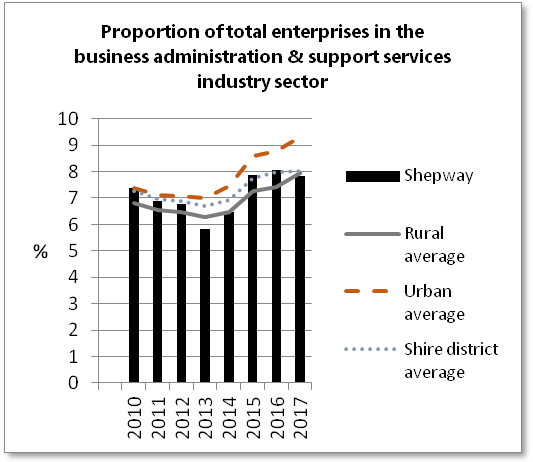 Proportion of total enterprises in the
business administration & support services
industry sector
10
9
8
7
6
5
4
3
2
1
0
%
2010
2011
2012
2013
2014
2015
2016
2017
Shepway
Rural
average
Urban
average
Shire district
average